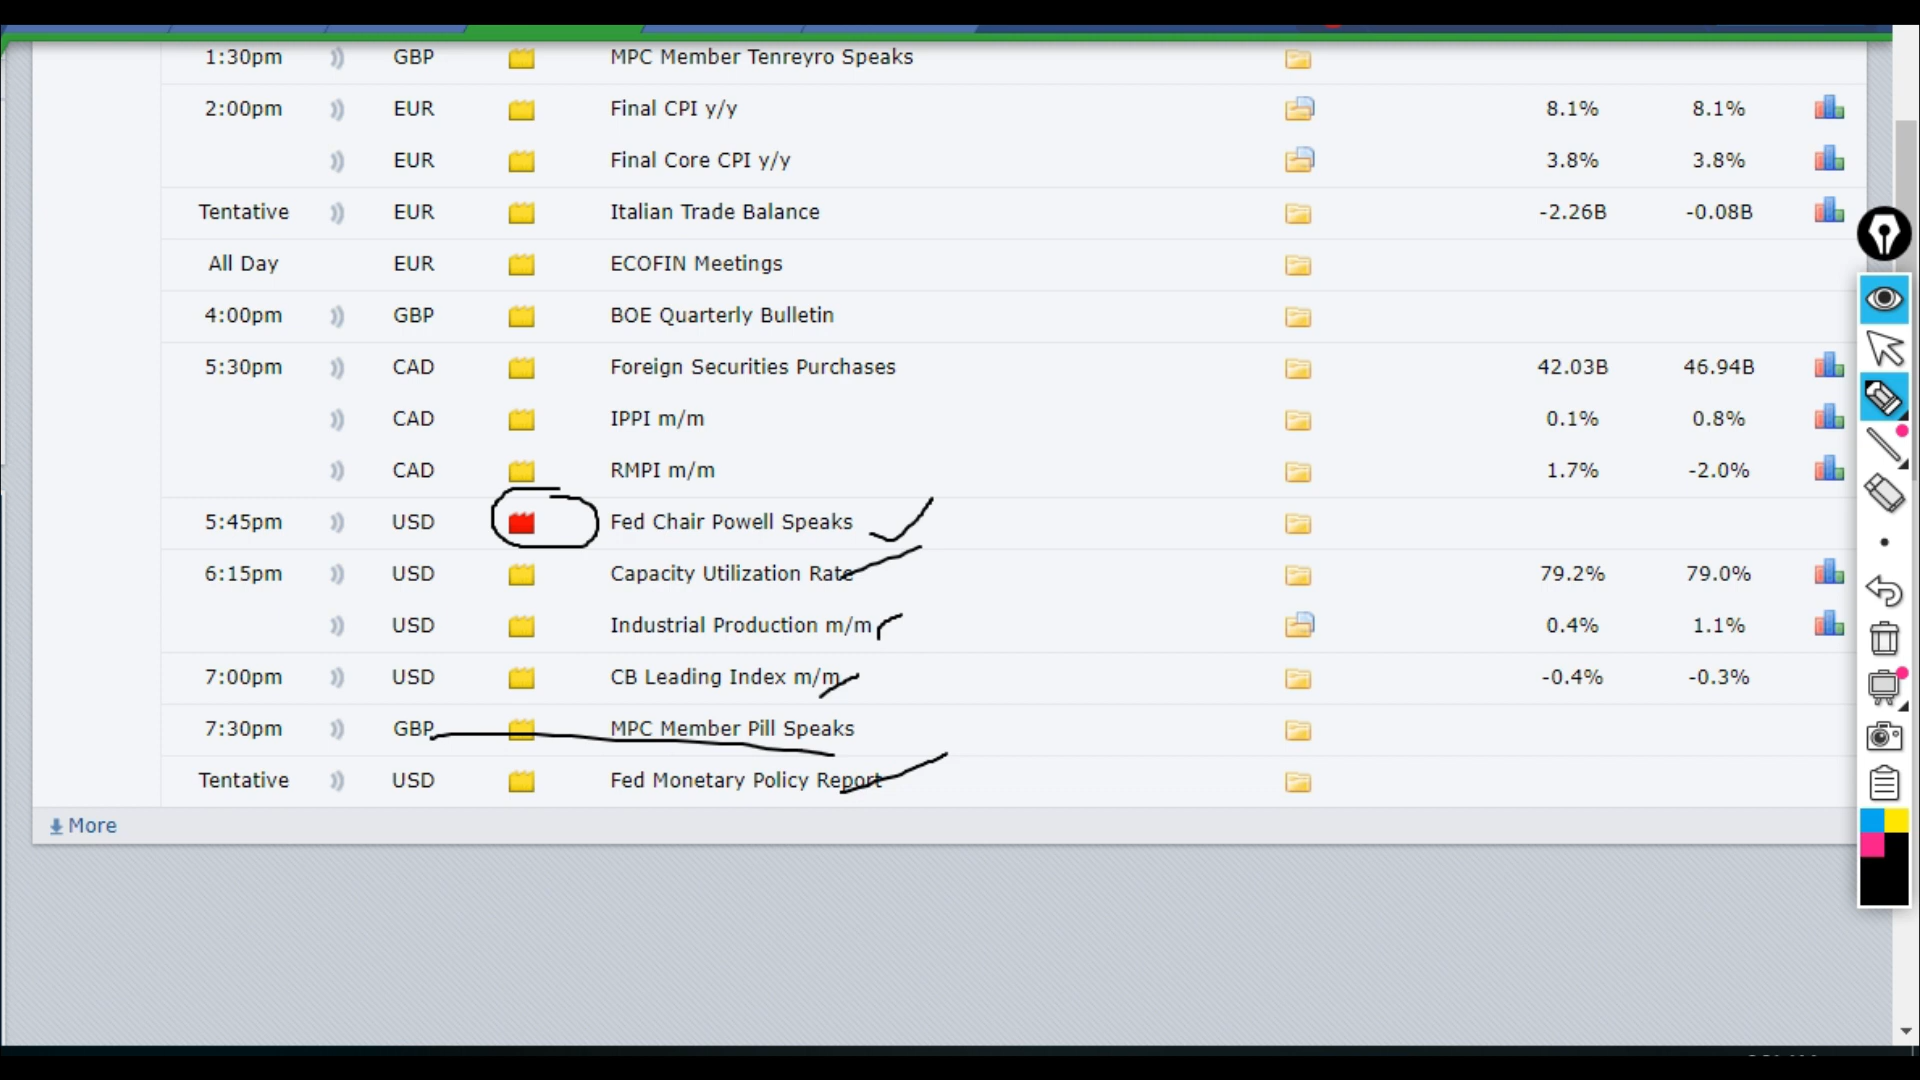 1:30pm GBP MPC Member Tenreyro Speaks
2:00pm EUR Final CPI y/y 8.1% 8.1%
EUR Final Core CPI y/y 3.8% 3.8%
Tentative EUR Italian Trade Balance -2.26B -0.08B
All Day EUR ECOFIN Meetings
4:00pm GBP BOE Quarterly Bulletin
5:30pm CAD Foreign Securities Purchases 42.03B 46.94B
CAD IPPI m/m 0.1% 0.8%
CAD RMPI m/m 1.7% -2.0%
5:45pm USD Fed Chair Powell Speaks
6:15pm USD Capacity Utilization Rate 79.2% 79.0%
USD Industrial Production m/m 0.4% 1.1%
7:00pm USD CB Leading Index m/m -0.4% -0.3%
7:30pm GBP MPC Member Pill Speaks
Tentative USD Fed Monetary Policy Report
More